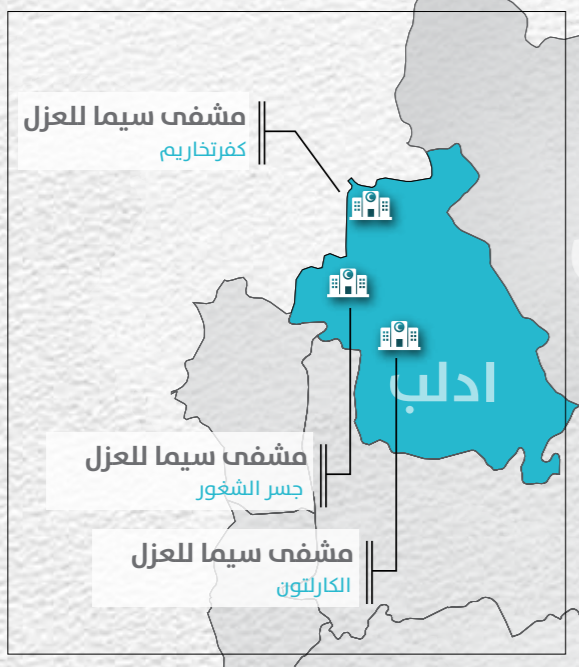 مشفى سيما للعزل
كفرتخاريم
ادلب
مشفى سيما للعزل
جسر الشغور
مشفى سيما للعزل
الكارلتون